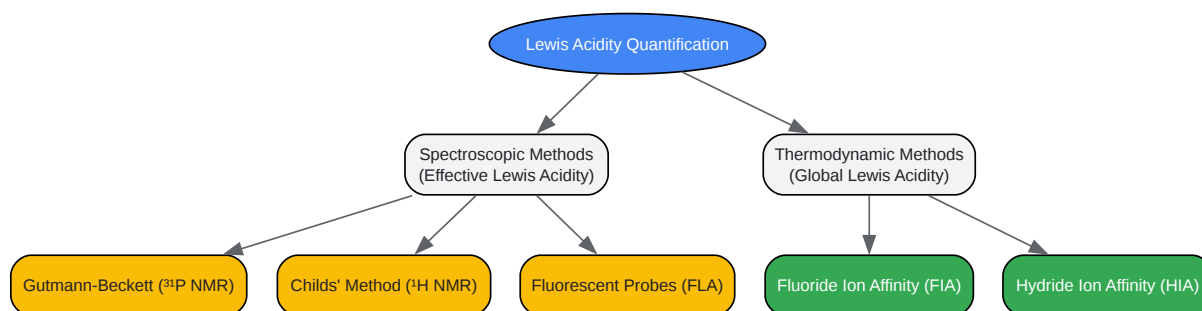 Lewis Acidity Quantification
Spectroscopic Methods
(Effective Lewis Acidity)
Thermodynamic Methods
(Global Lewis Acidity)
Gutmann-Beckett (³¹P NMR)
Childs' Method (¹H NMR)
Fluorescent Probes (FLA)
Fluoride Ion Affinity (FIA)
Hydride Ion Affinity (HIA)